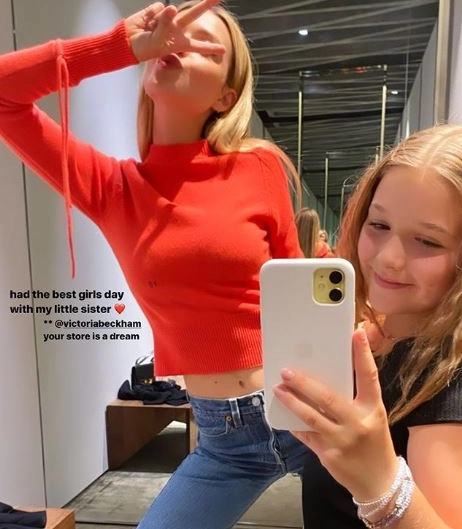 had the best girls day
with my little sister ❤️
** @victoriabeckham
your store is a dream